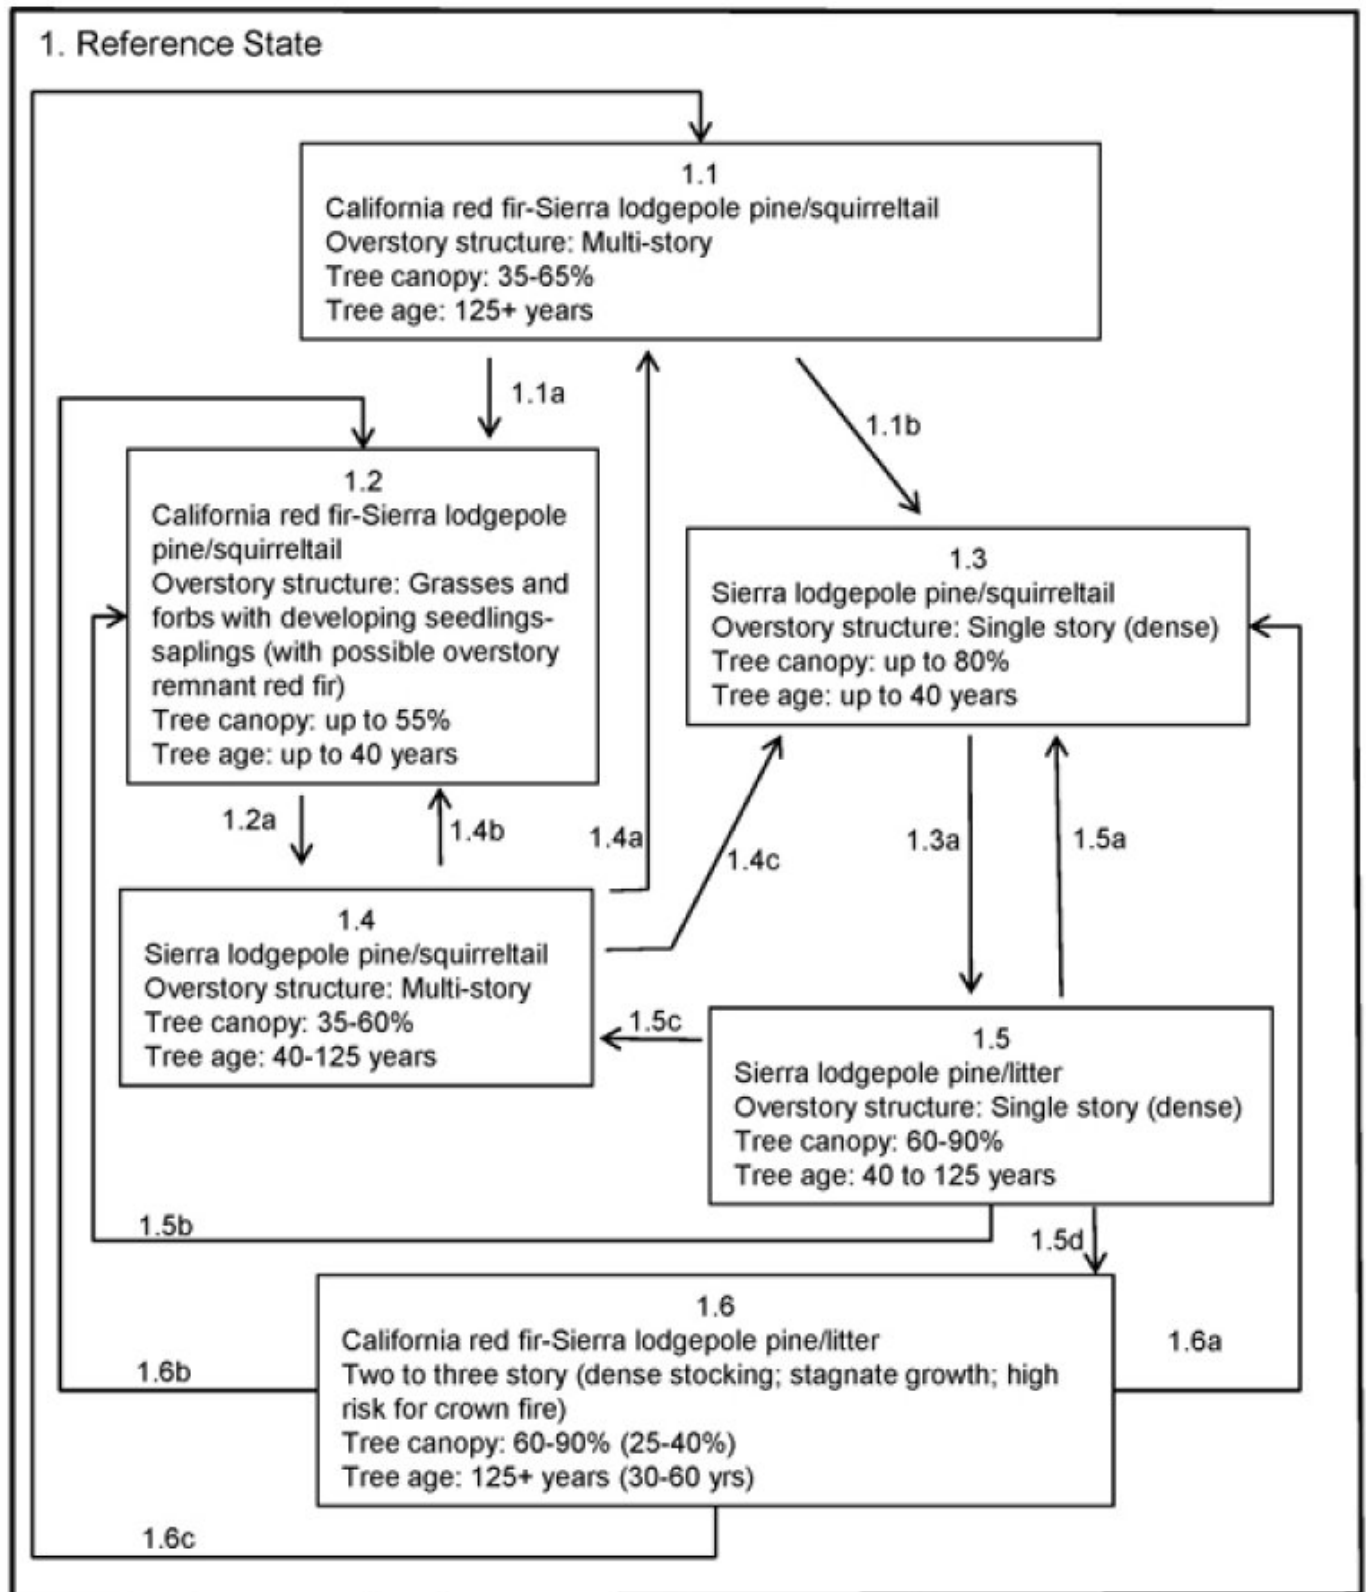 1. Reference State
1.1
California red fir-Sierra lodgepole pine/squirreltail
Overstory structure: Multi-story
Tree canopy: 35-65%
Tree age: 125+ years
1.1a
1.1b
1.2
California red fir-Sierra lodgepole
pine/squirreltail
Overstory structure: Grasses and
forbs with developing seedlings-
saplings (with possible overstory
remnant red fir)
Tree canopy: up to 55%
Tree age: up to 40 years
1.3
Sierra lodgepole pine/squirreltail
Overstory structure: Single story (dense)
Tree canopy: up to 80%
Tree age: up to 40 years
1.2a
1.4b
1.4a
1.4c
1.3a
1.5a
1.4
Sierra lodgepole pine/squirreltail
Overstory structure: Multi-story
Tree canopy: 35-60%
Tree age: 40-125 years
1.5c
1.5
Sierra lodgepole pine/litter
Overstory structure: Single story (dense)
Tree canopy: 60-90%
Tree age: 40 to 125 years
1.5b
1.5d
1.6
California red fir-Sierra lodgepole pine/litter
Two to three story (dense stocking; stagnate growth; high
risk for crown fire)
Tree canopy: 60-90% (25-40%)
Tree age: 125+ years (30-60 yrs)
1.6a
1.6b
1.6c